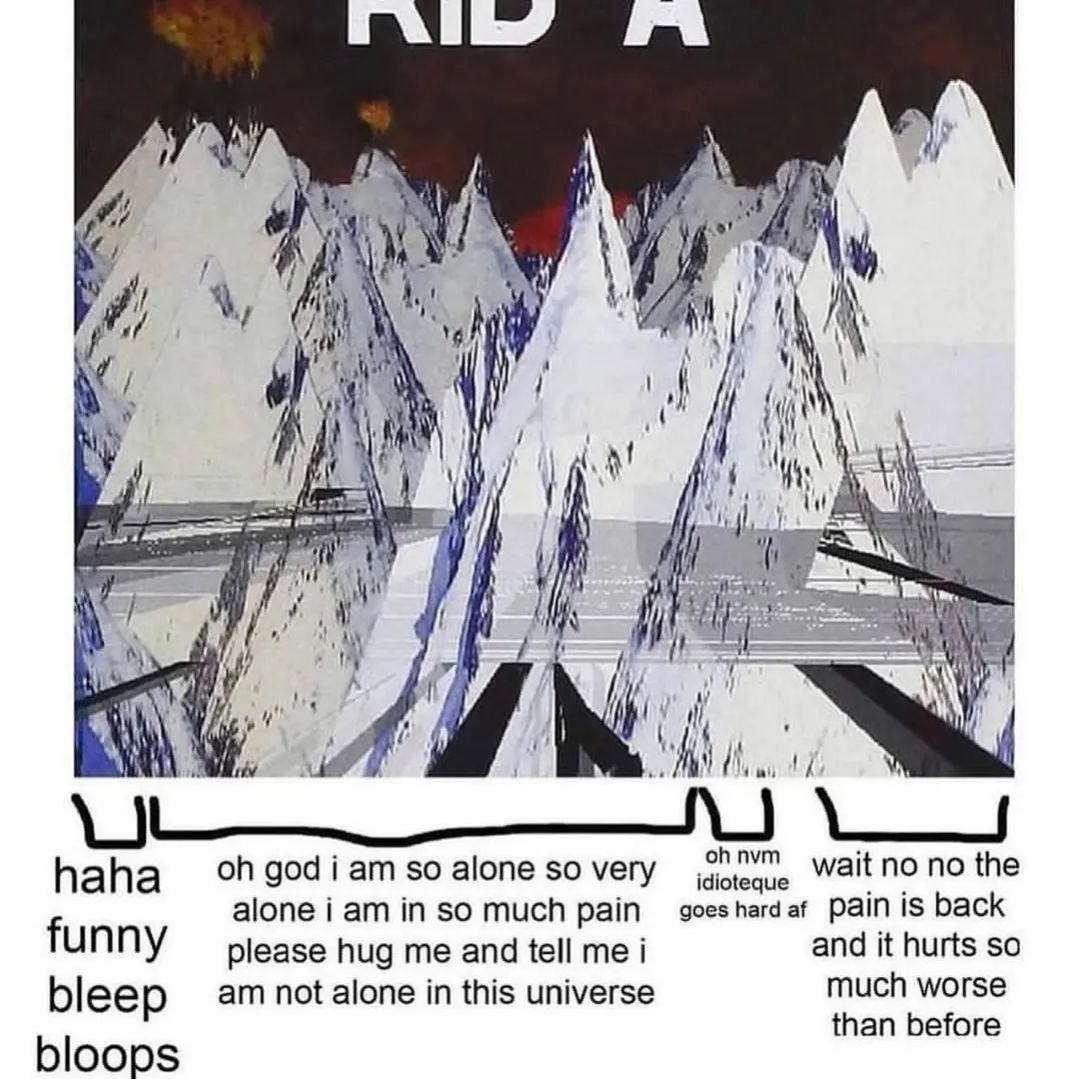 KID A
haha
funny
bleep
bloops
oh god i am so alone so very
alone i am in so much pain
please hug me and tell me i
am not alone in this universe
oh nvm
idioteque
goes hard af
wait no no the
pain is back
and it hurts so
much worse
than before